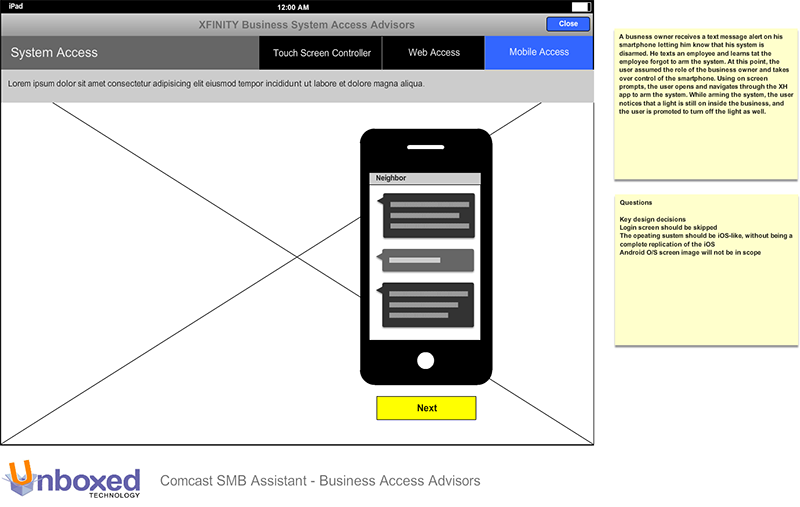 iPad
12:00 AM
XFINITY Business System Access Advisors
Close
System Access
Touch Screen Controller
Web Access
Mobile Access
Lorem ipsum dolor sit amet consectetur adipisicing elit eiusmod tempor incididunt ut labore et dolore magna aliqua.
Neighbor
Next
A busness owner receives a text message alert on his
smartphone letting him know that his system is
disarned. He texts an employee and learns tat the
employee forgot to arm the system. At this point, the
user assumed the role of the business owner and takes
over control of the smartphone. Using on screen
prompts, the user opens and navigates through the XH
app to arm the system. While arming the system, the user
notices that a light is still on inside the business, and
the user is promoted to turn off the light as well.
Questions
Key design decisions
Login screen should be skipped
The opeating sustem should be iOS-like, without being a
complete replication of the iOS
Android O/S screen image will not be in scope
Unboxed
TECHNOLOGY
Comcast SMB Assistant - Business Access Advisors